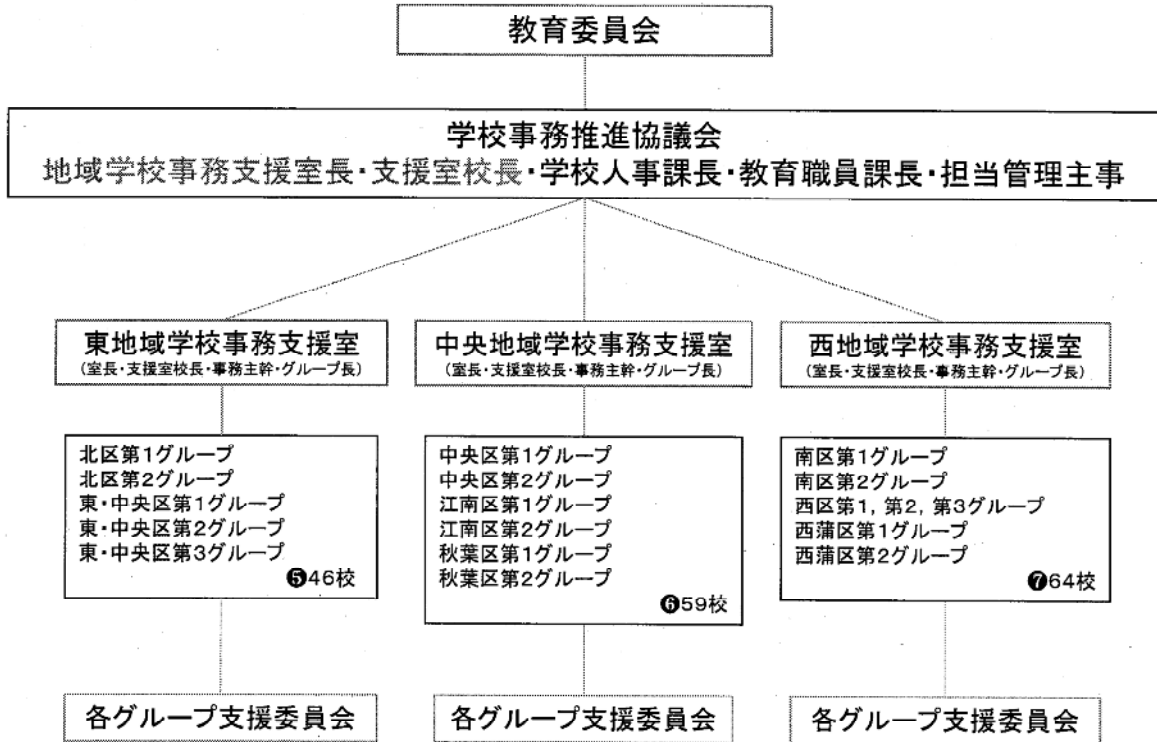 教育委員会
学校事務推進協議会
地域学校事務支援室長・支援室校長・学校人事課長・教育職員課長・担当管理主事
東地域学校事務支援室
(室長・支援室校長・事務主幹・グループ長)
北区第1グループ
北区第2グループ
東・中央区第1グループ
東・中央区第2グループ
東・中央区第3グループ
❺46校
各グループ支援委員会
中央地域学校事務支援室
(室長・支援室校長・事務主幹・グループ長)
中央区第1グループ
中央区第2グループ
江南区第1グループ
江南区第2グループ
秋葉区第1グループ
秋葉区第2グループ
❻59校
各グループ支援委員会
西地域学校事務支援室
(室長・支援室校長・事務主幹・グループ長)
南区第1グループ
南区第2グループ
西区第1, 第2, 第3グループ
西蒲区第1グループ
西蒲区第2グループ
❼64校
各グループ支援委員会